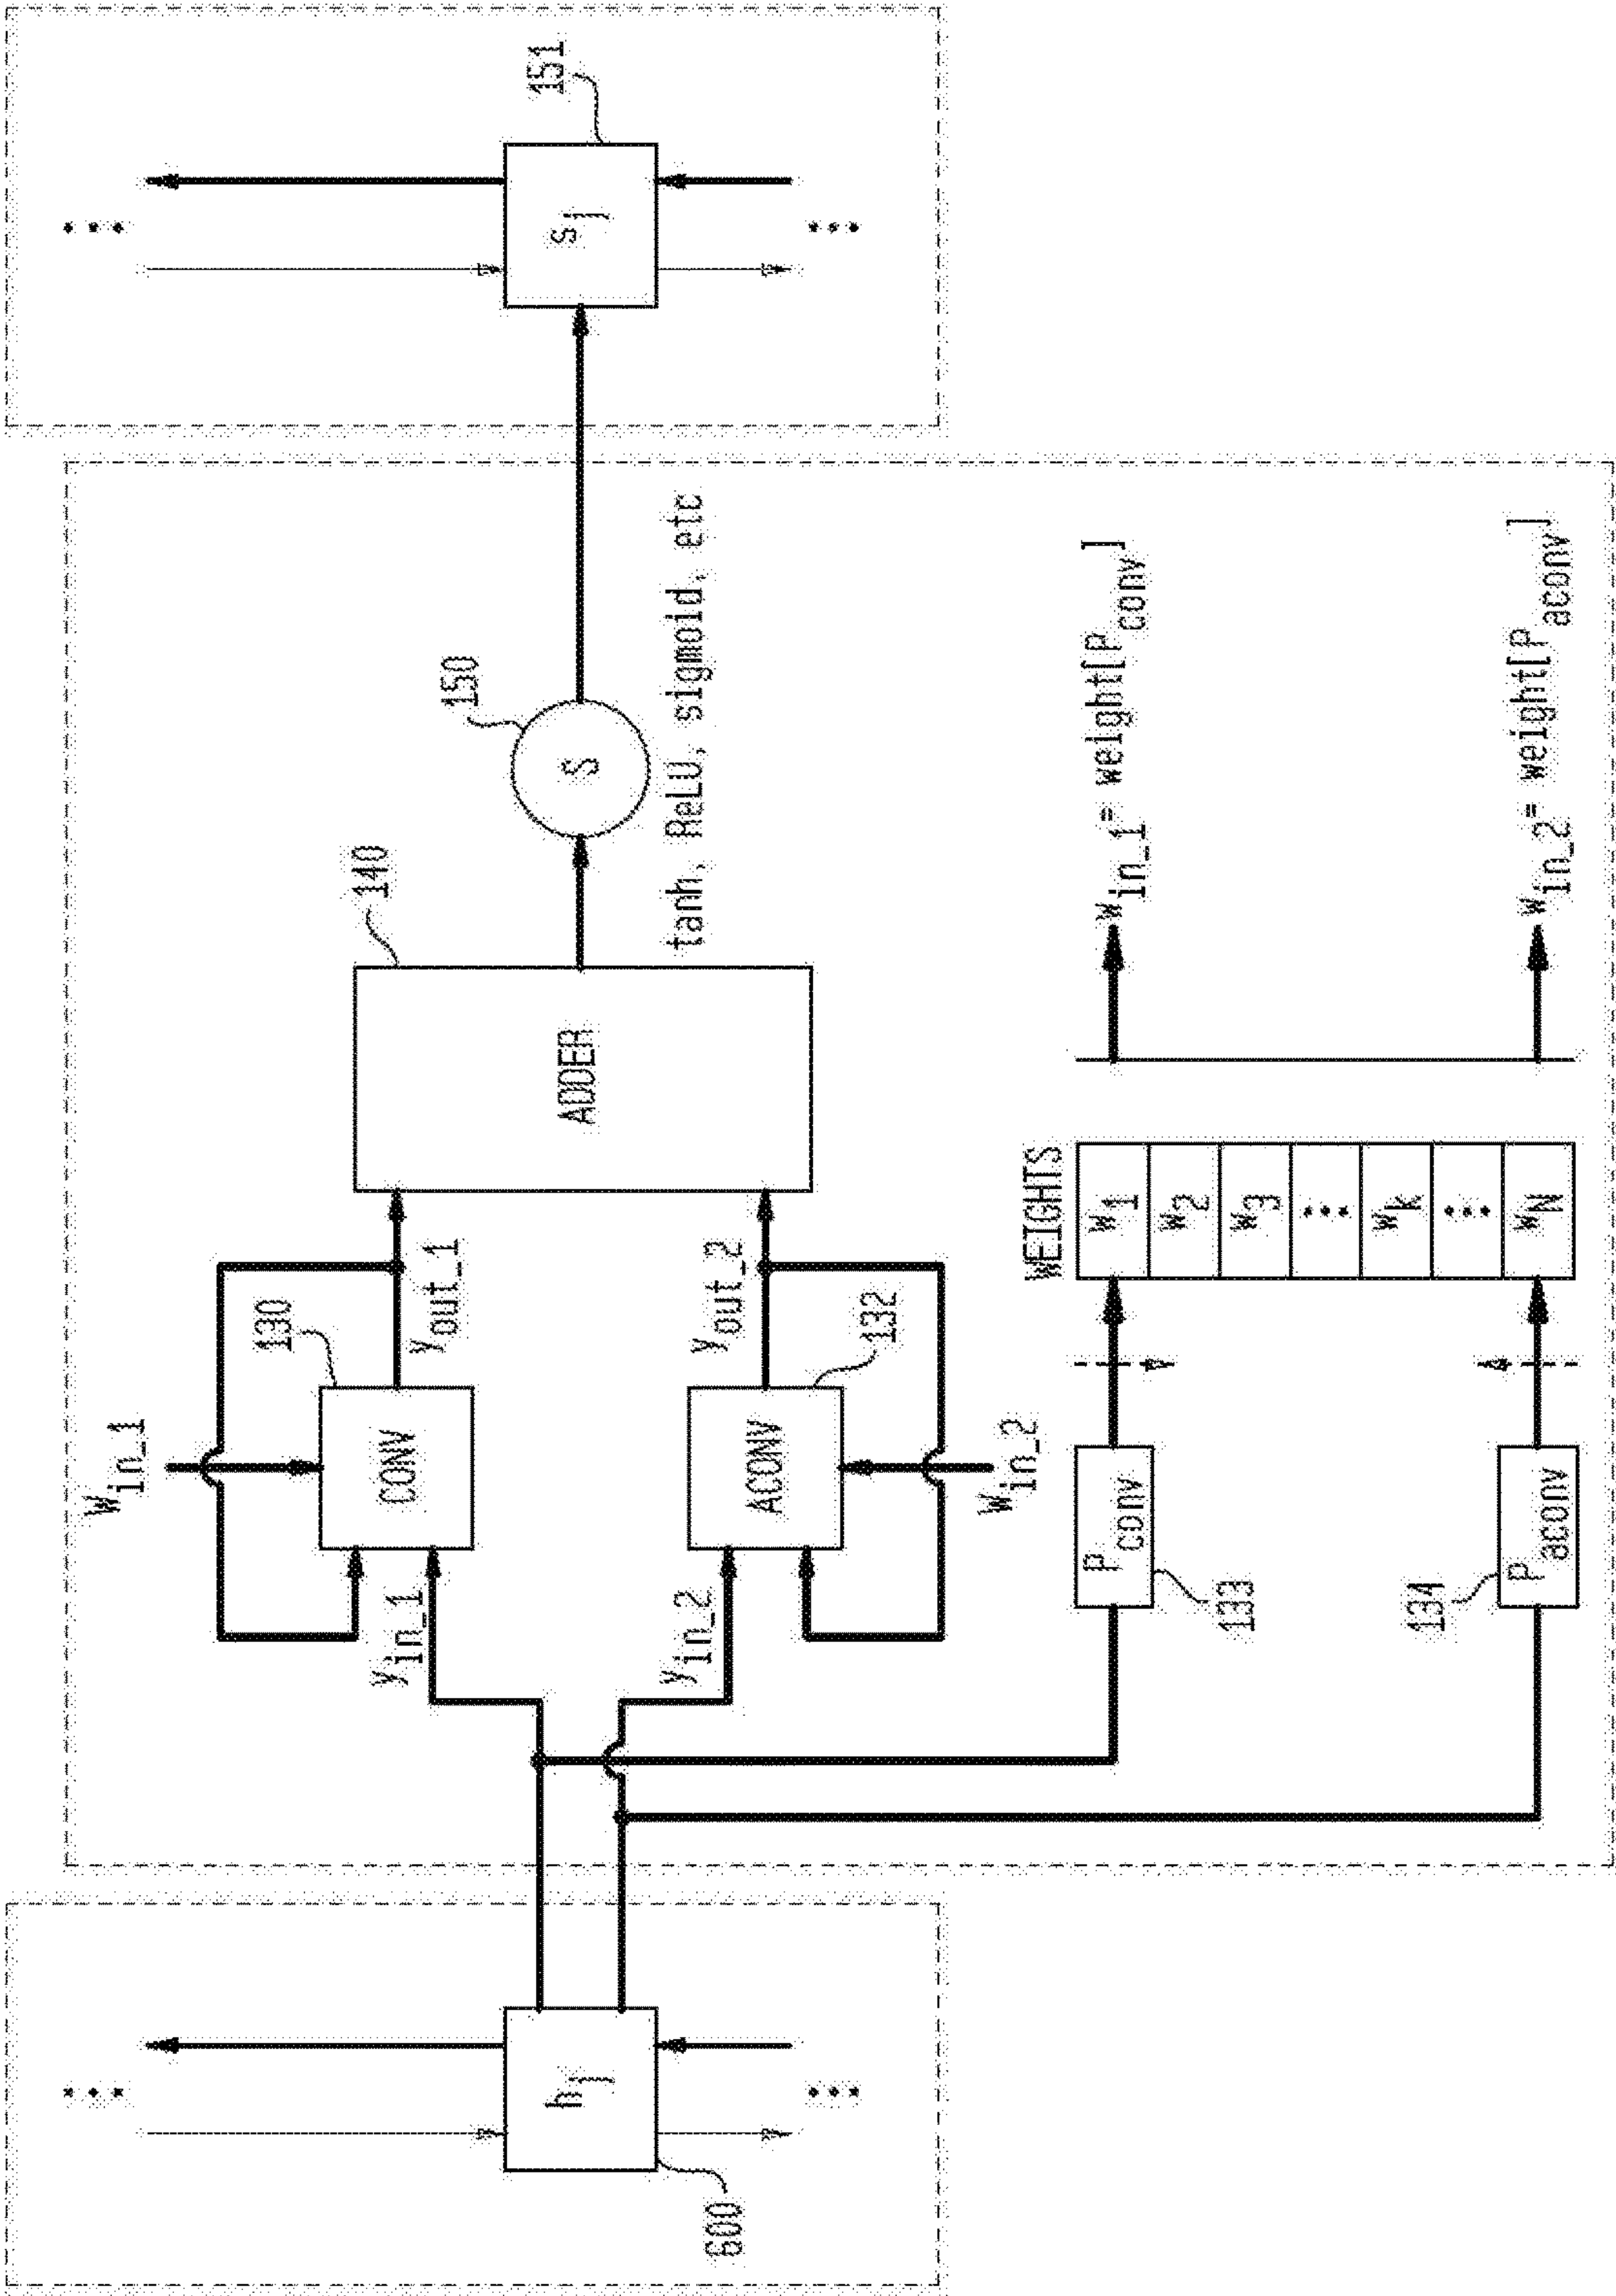 600
h_j
y_in_1
y_in_2
W_in_1
CONV
130
y_out_1
ACONV
132
y_out_2
W_in_2
ADDER
140
S
150
tanh, ReLU, sigmoid, etc
s_j
151
P_conv
133
P_aconv
134
WEIGHTS
w_1
w_2
w_3
...
w_k
...
w_N
w_in_1 = weight[P_conv]
w_in_2 = weight[P_aconv]